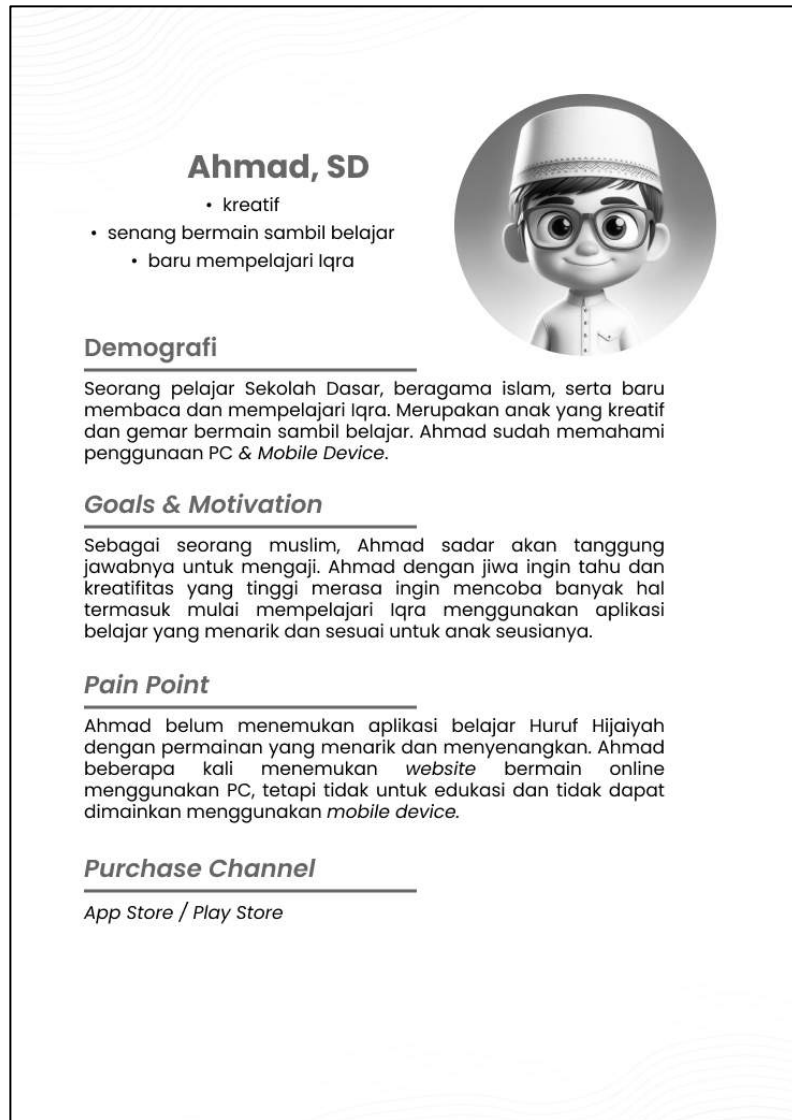 Ahmad, SD
• kreatif
• senang bermain sambil belajar
• baru mempelajari Iqra
Demografi
Seorang pelajar Sekolah Dasar, beragama islam, serta baru
membaca dan mempelajari Iqra. Merupakan anak yang kreatif
dan gemar bermain sambil belajar. Ahmad sudah memahami
penggunaan PC & Mobile Device.
Goals & Motivation
Sebagai seorang muslim, Ahmad sadar akan tanggung
jawabnya untuk mengaji. Ahmad dengan jiwa ingin tahu dan
kreatifitas yang tinggi merasa ingin mencoba banyak hal
termasuk mulai mempelajari Iqra menggunakan aplikasi
belajar yang menarik dan sesuai untuk anak seusianya.
Pain Point
Ahmad belum menemukan aplikasi belajar Huruf Hijaiyah
dengan permainan yang menarik dan menyenangkan. Ahmad
beberapa kali menemukan website bermain online
menggunakan PC, tetapi tidak untuk edukasi dan tidak dapat
dimainkan menggunakan mobile device.
Purchase Channel
App Store / Play Store